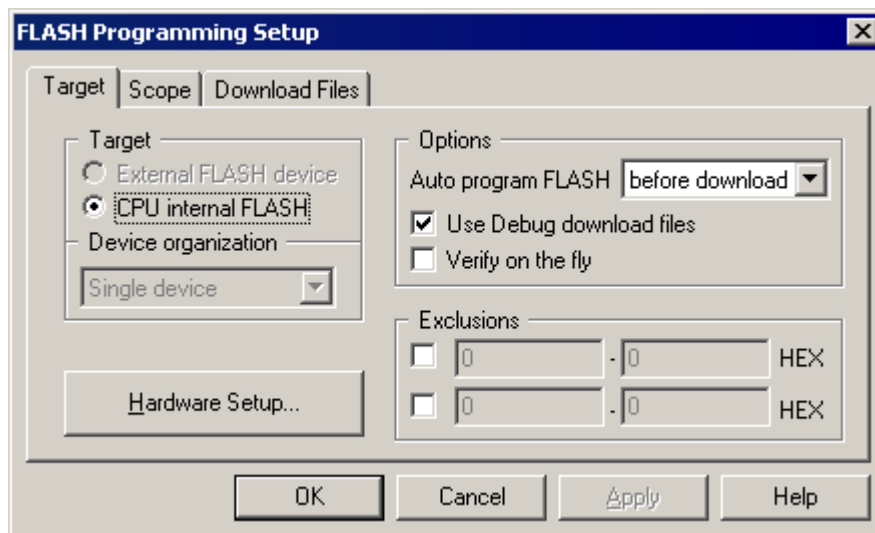 FLASH Programming Setup
Target Scope Download Files
Target
External FLASH device
CPU internal FLASH
Device organization
Single device
Hardware Setup...
Options
Auto program FLASH before download
Use Debug download files
Verify on the fly
Exclusions
0 - 0 HEX
0 - 0 HEX
OK Cancel Apply Help